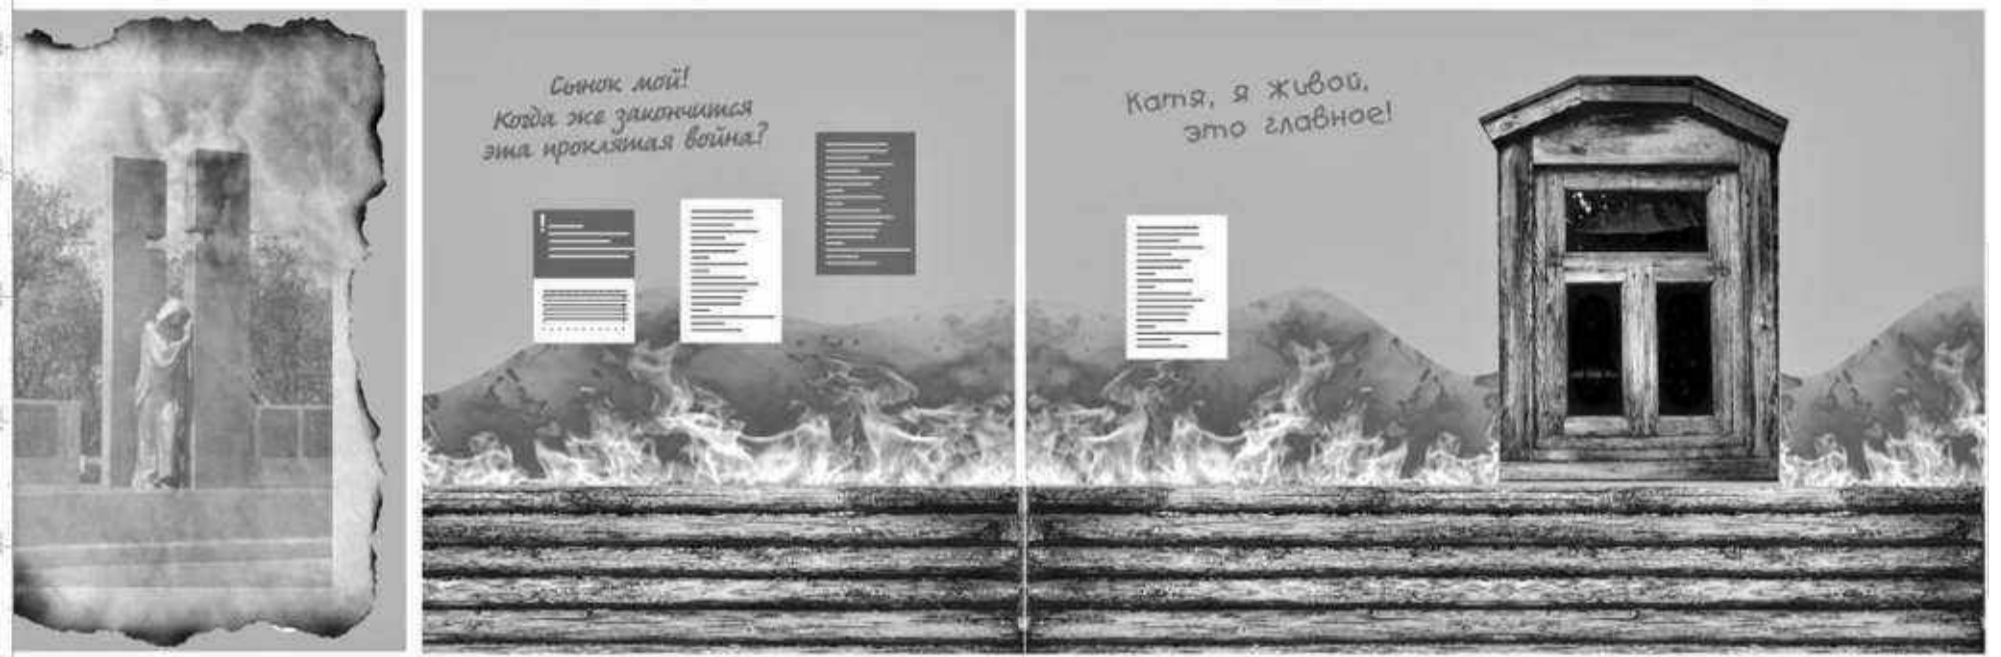 Сынок мой!
Когда же закончится
эта проклятая война?
Катя, я живой,
это главное!